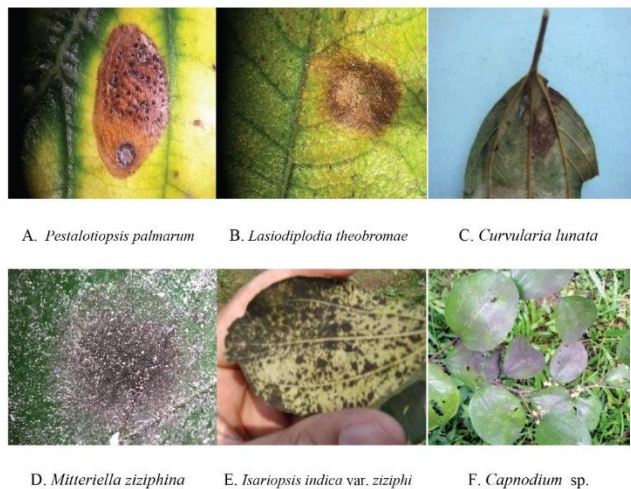 A. Pestalotiopsis palmarum B. Lasiodiplodia theobromae C. Curvularia lunata
D. Mitteriella ziziphina E. Isariopsis indica var. ziziphi F. Capnodium sp.